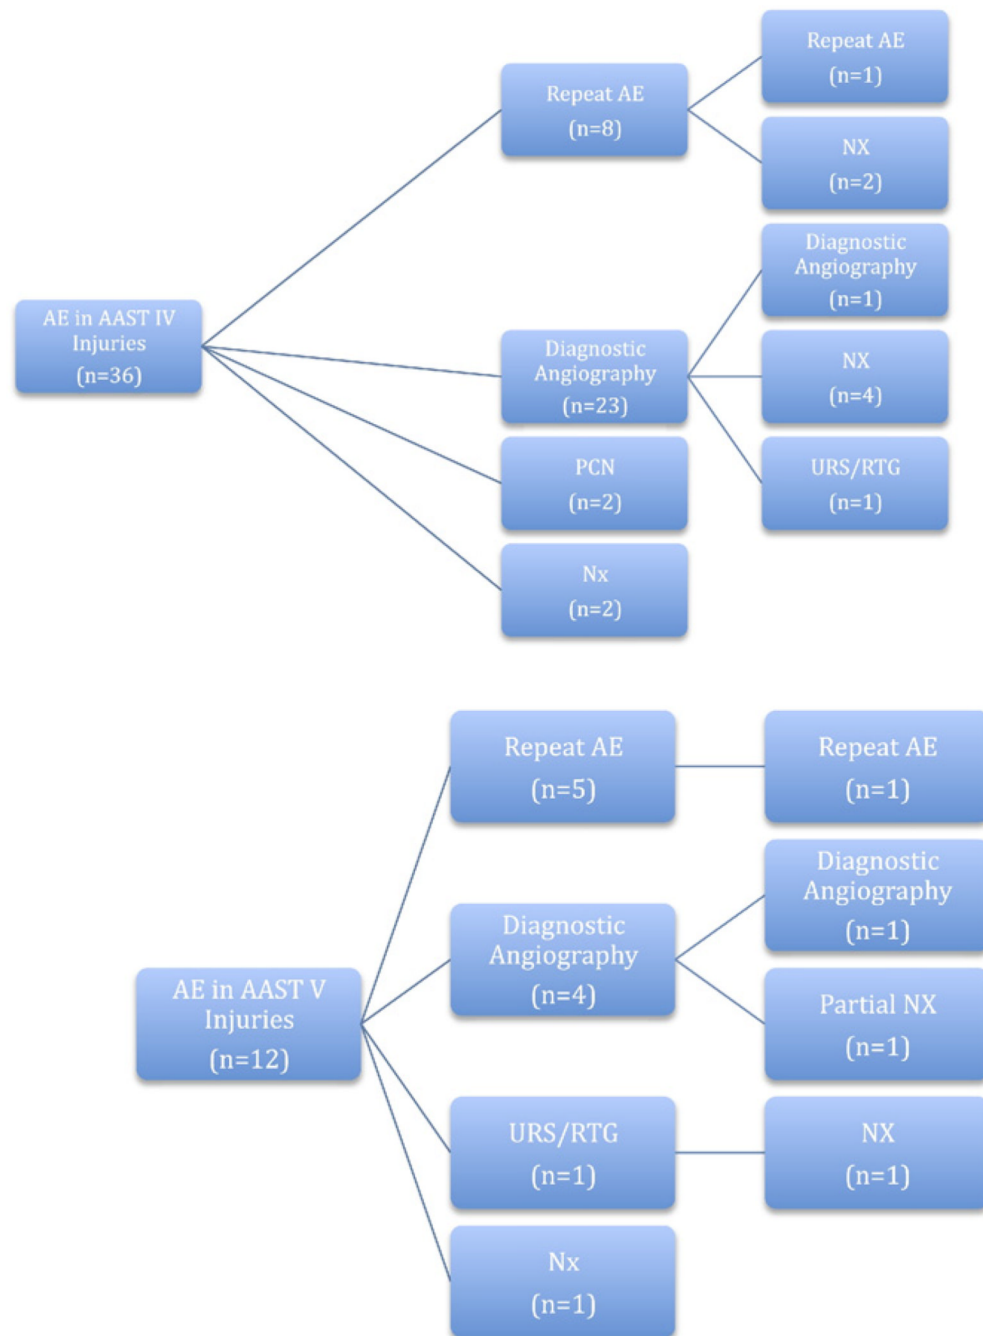 AE in AAST IV
Injuries
(n=36)
Repeat AE
(n=8)
Repeat AE
(n=1)
NX
(n=2)
Diagnostic
Angiography
(n=23)
Diagnostic
Angiography
(n=1)
NX
(n=4)
URS/RTG
(n=1)
PCN
(n=2)
Nx
(n=2)
AE in AAST V
Injuries
(n=12)
Repeat AE
(n=5)
Repeat AE
(n=1)
Diagnostic
Angiography
(n=4)
Diagnostic
Angiography
(n=1)
Partial NX
(n=1)
URS/RTG
(n=1)
NX
(n=1)
Nx
(n=1)